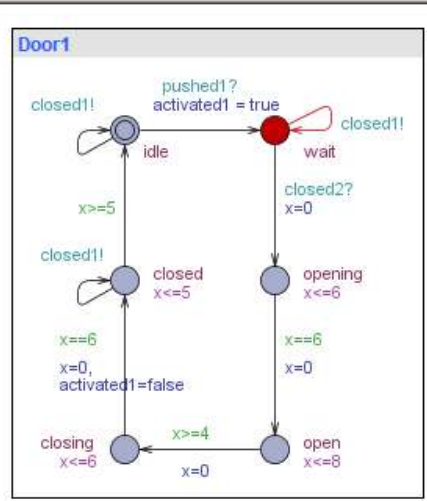 Door1
pushed1?
closed1!
activated1 = true
closed1!
idle
wait
closed2?
x>=5
x=0
closed1!
closed
opening
x<=5
x<=6
x==6
x==6
x=0,
x=0
activated1=false
x>=4
closing
open
x<=6
x<=8
x=0